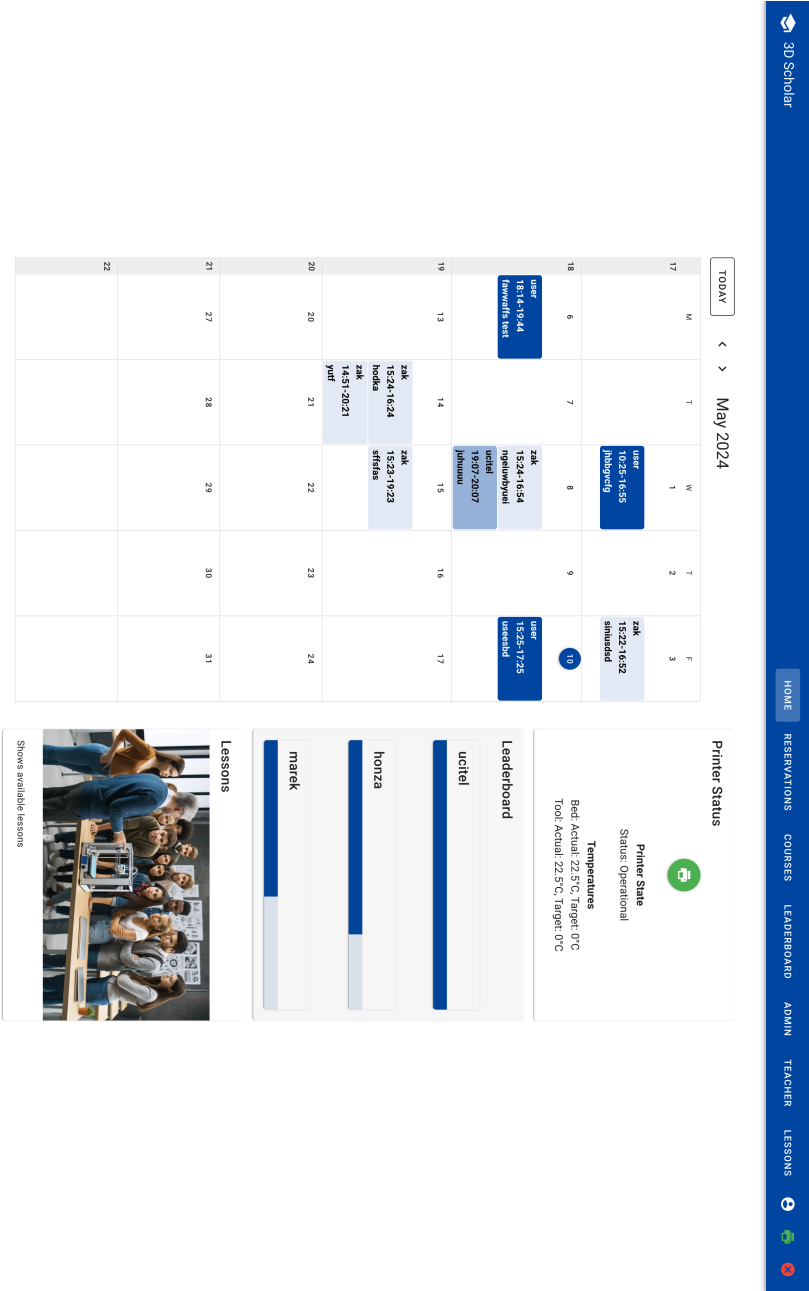 3D Scholar
HOME
RESERVATIONS
COURSES
LEADERBOARD
ADMIN
TEACHER
LESSONS
TODAY
May 2024
M T W T F
17 1 2 3
user
10:25-16:55
jhbbgvcfg
zak
15:22-16:52
siniusdsd
18 6 7 8 9 10
user
18:14-19:44
fawwaffs test
zak
15:24-16:54
ngeiuwbyuei
ucitel
19:07-20:07
juhuuuu
user
15:25-17:25
useesbd
19 13 14 15 16 17
zak
15:24-16:24
hodka
zak
14:51-20:21
yutf
zak
15:23-19:23
sffsfas
20 20 21 22 23 24
21 27 28 29 30 31
22
Printer Status
Printer State
Status: Operational
Temperatures
Bed: Actual: 22.5°C, Target: 0°C
Tool: Actual: 22.5°C, Target: 0°C
Leaderboard
ucitel
honza
marek
Lessons
Shows available lessons